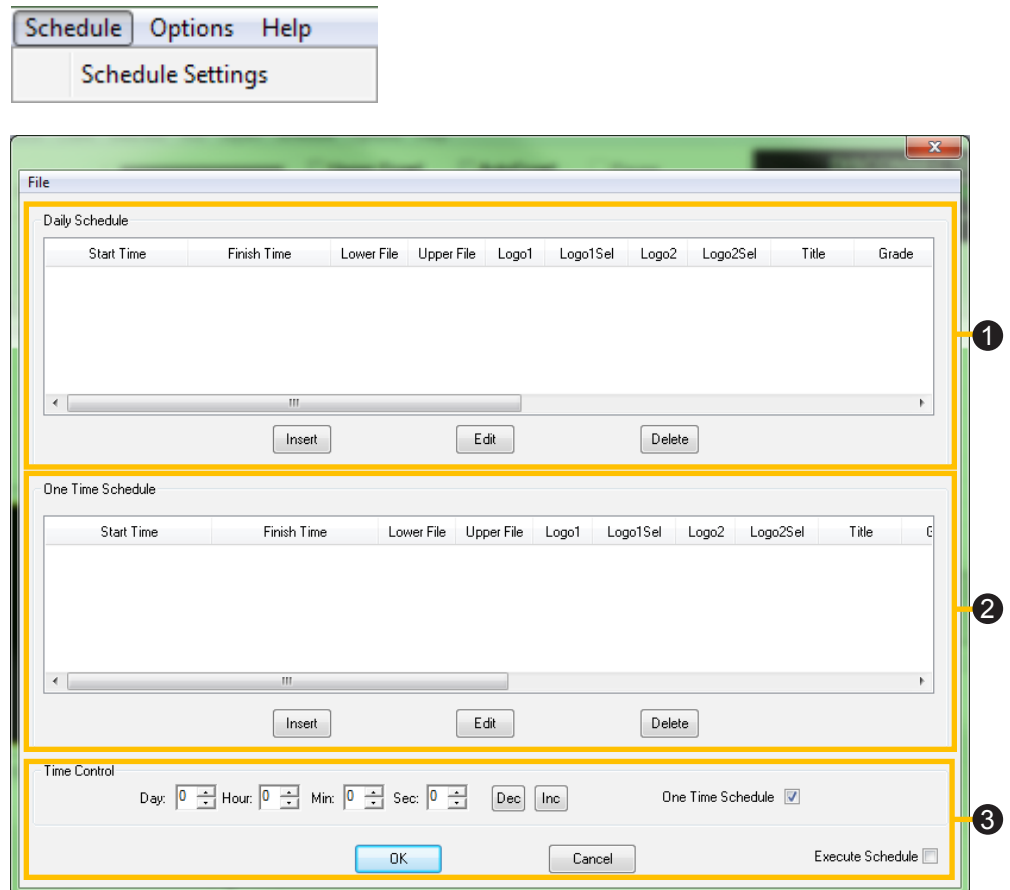 Schedule Options Help
Schedule Settings
x
File
Daily Schedule
Start Time Finish Time Lower File Upper File Logo1 Logo1Sel Logo2 Logo2Sel Title Grade
1
Insert Edit Delete
One Time Schedule
Start Time Finish Time Lower File Upper File Logo1 Logo1Sel Logo2 Logo2Sel Title
2
Insert Edit Delete
Time Control
Day: 0 Hour: 0 Min: 0 Sec: 0 Dec Inc One Time Schedule
3
OK Cancel Execute Schedule